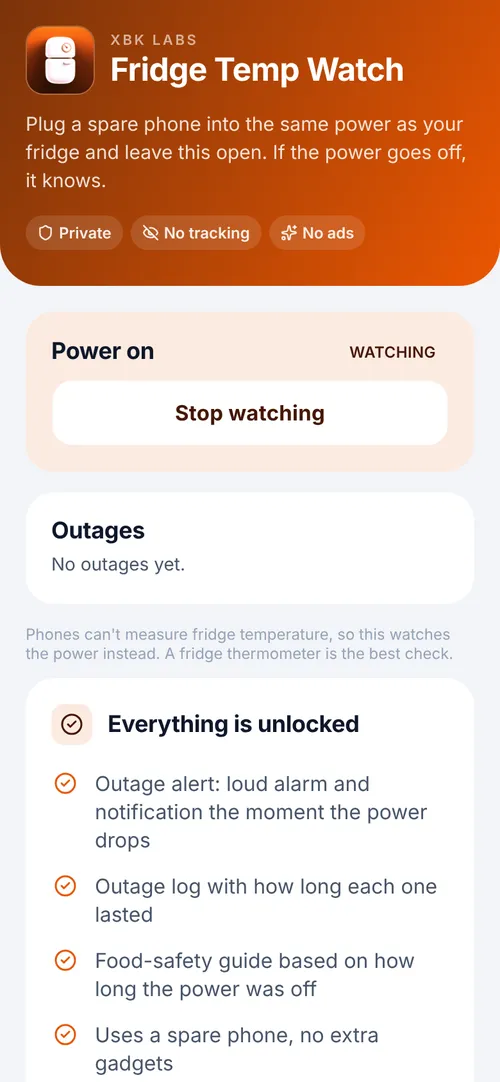 XBK LABS
Fridge Temp Watch
Plug a spare phone into the same power as your
fridge and leave this open. If the power goes off,
it knows.
Private
No tracking
No ads
Power on
WATCHING
Stop watching
Outages
No outages yet.
Phones can't measure fridge temperature, so this watches
the power instead. A fridge thermometer is the best check.
Everything is unlocked
Outage alert: loud alarm and
notification the moment the power
drops
Outage log with how long each one
lasted
Food-safety guide based on how
long the power was off
Uses a spare phone, no extra
gadgets